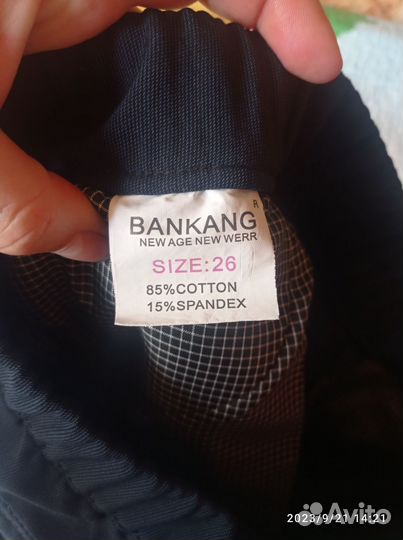 R
BANKANG
NEW AGE NEW WERR
SIZE:26
85%COTTON
15%SPANDEX
2023/9/21 14:21
Avito